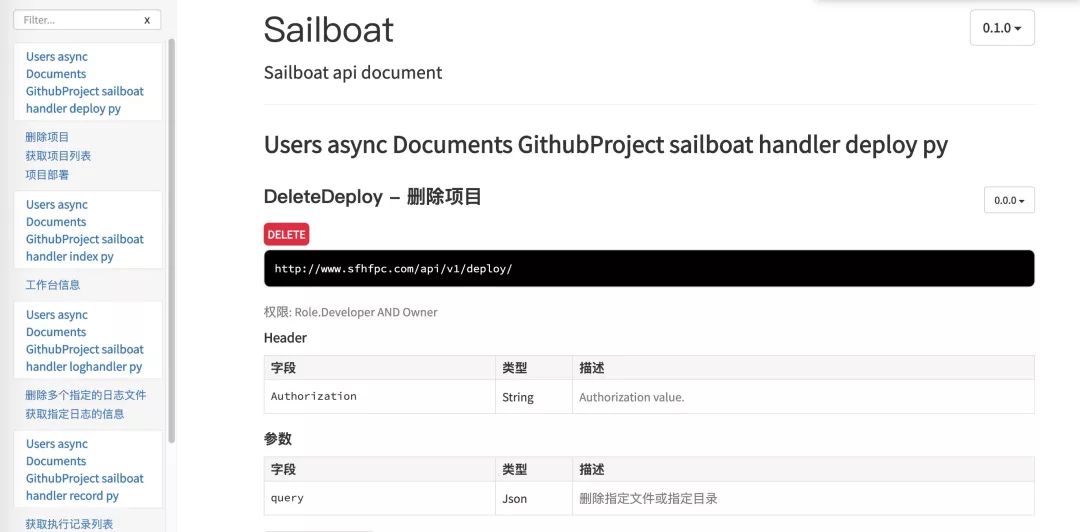 Filter...
x
Users async
Documents
GithubProject sailboat
handler deploy py
删除项目
获取项目列表
项目部署
Users async
Documents
GithubProject sailboat
handler index py
工作台信息
Users async
Documents
GithubProject sailboat
handler loghandler py
删除多个指定的日志文件
获取指定日志的信息
Users async
Documents
GithubProject sailboat
handler record py
获取执行记录列表
Sailboat
0.1.0
Sailboat api document
Users async Documents GithubProject sailboat handler deploy py
DeleteDeploy – 删除项目
0.0.0
DELETE
http://www.sfhfpc.com/api/v1/deploy/
权限: Role.Developer AND Owner
Header
字段 类型 描述
Authorization String Authorization value.
参数
字段 类型 描述
query Json 删除指定文件或指定目录